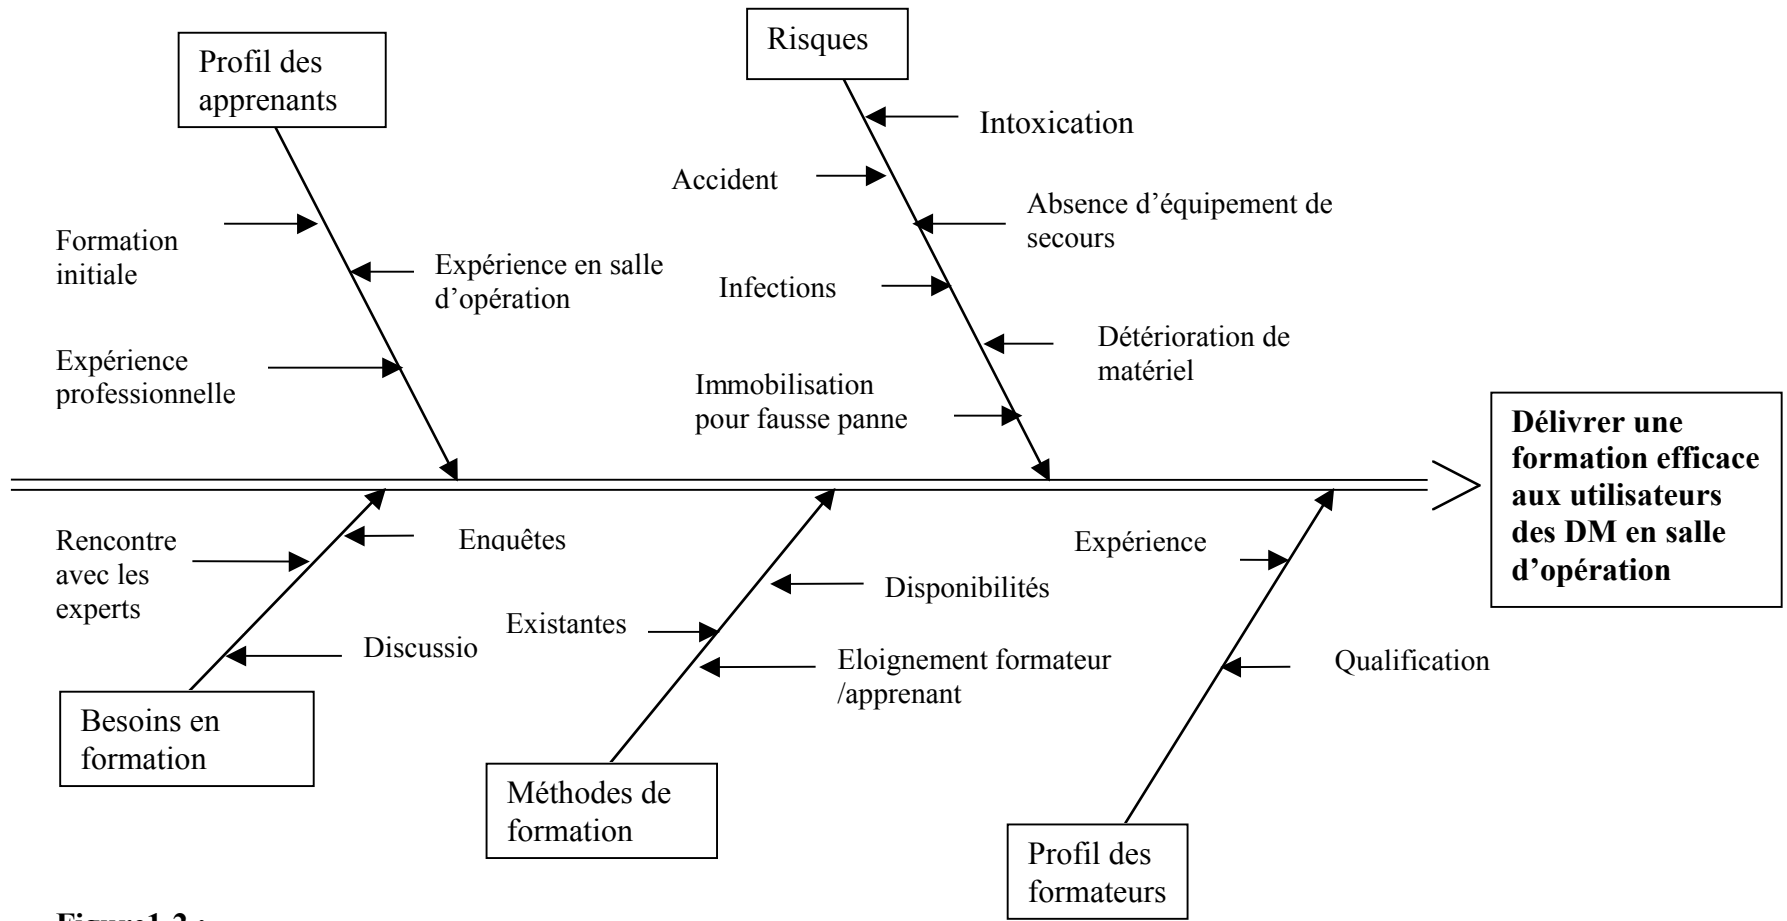 Profil des
apprenants
Risques
Intoxication
Accident
Absence d’équipement de
secours
Formation
initiale
Expérience en salle
d’opération
Infections
Détérioration de
matériel
Expérience
professionnelle
Immobilisation
pour fausse panne
Délivrer une
formation efficace
aux utilisateurs
des DM en salle
d’opération
Rencontre
avec les
experts
Enquêtes
Discussio
Expérience
Disponibilités
Existantes
Eloignement formateur
/apprenant
Qualification
Besoins en
formation
Méthodes de
formation
Profil des
formateurs
Figure1-2 :